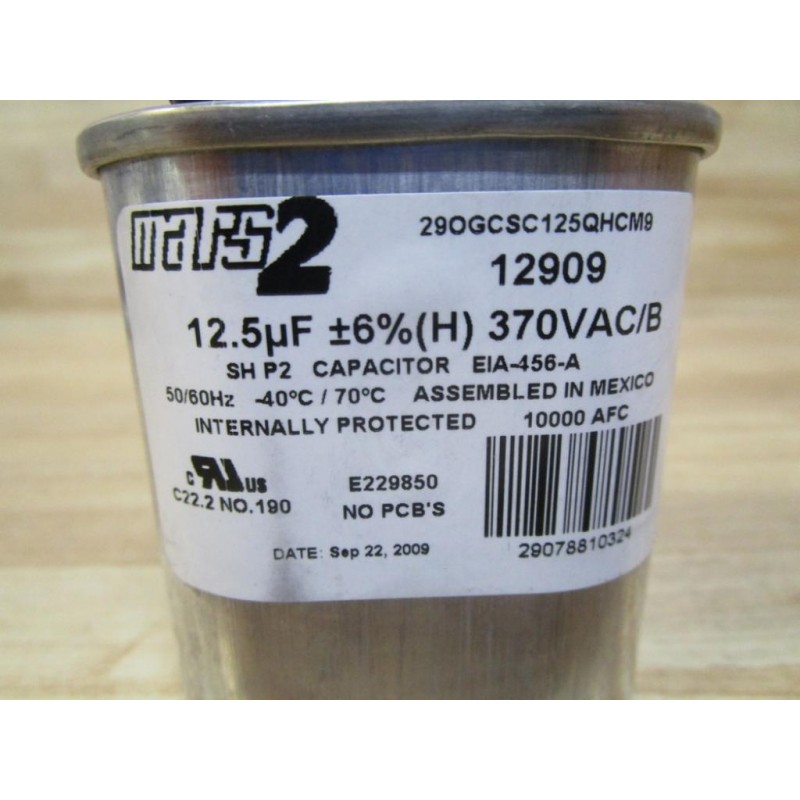 mars2
29OGCSC125QHCM9
12909
12.5µF ±6%(H) 370VAC/B
SH P2 CAPACITOR EIA-456-A
50/60Hz -40°C / 70°C ASSEMBLED IN MEXICO
INTERNALLY PROTECTED 10000 AFC
c RU US
C22.2 NO.190
E229850
NO PCB'S
DATE: Sep 22, 2009
29078810324